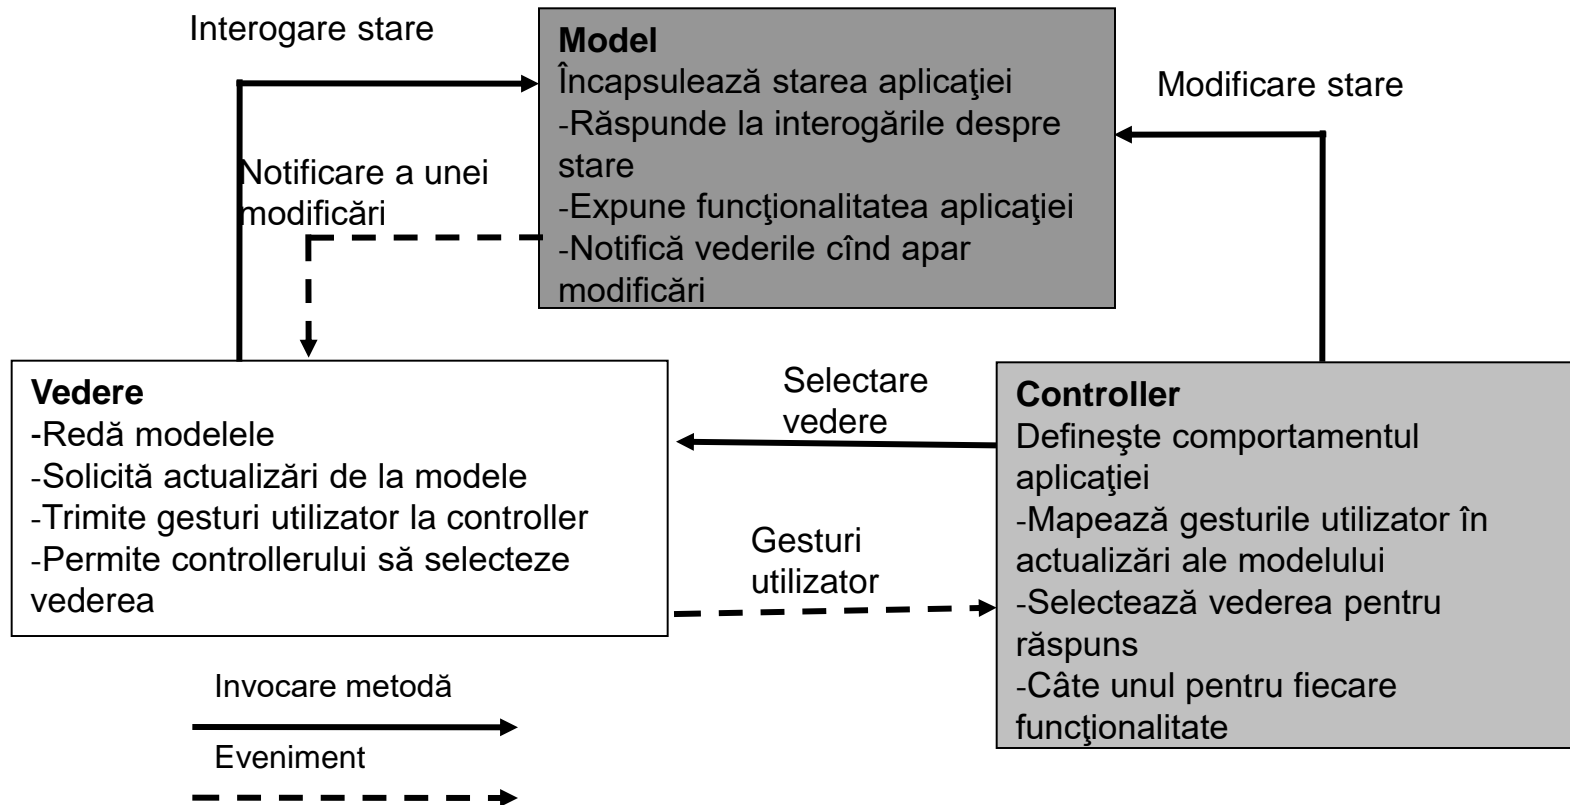 Interogare stare
Model
Încapsulează starea aplicaţiei
-Răspunde la interogările despre
stare
-Expune funcţionalitatea aplicaţiei
-Notifică vederile cînd apar
modificări
Modificare stare
Notificare a unei
modificări
Vedere
-Redă modelele
-Solicită actualizări de la modele
-Trimite gesturi utilizator la controller
-Permite controllerului să selecteze
vederea
Selectare
vedere
Gesturi
utilizator
Controller
Defineşte comportamentul
aplicaţiei
-Mapează gesturile utilizator în
actualizări ale modelului
-Selectează vederea pentru
răspuns
-Câte unul pentru fiecare
funcţionalitate
Invocare metodă
Eveniment